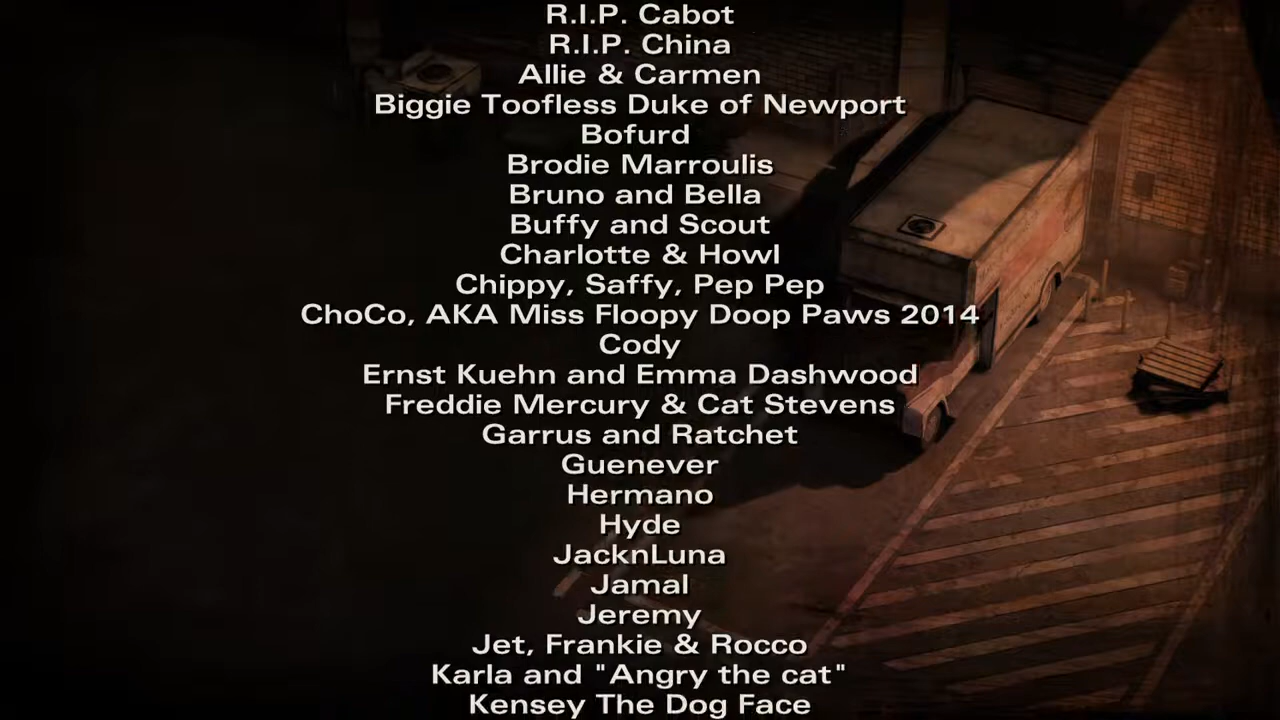 R.I.P. Cabot
R.I.P. China
Allie & Carmen
Biggie Toofless Duke of Newport
Bofurd
Brodie Marroulis
Bruno and Bella
Buffy and Scout
Charlotte & Howl
Chippy, Saffy, Pep Pep
ChoCo, AKA Miss Floopy Doop Paws 2014
Cody
Ernst Kuehn and Emma Dashwood
Freddie Mercury & Cat Stevens
Garrus and Ratchet
Guenever
Hermano
Hyde
JacknLuna
Jamal
Jeremy
Jet, Frankie & Rocco
Karla and "Angry the cat"
Kensey The Dog Face